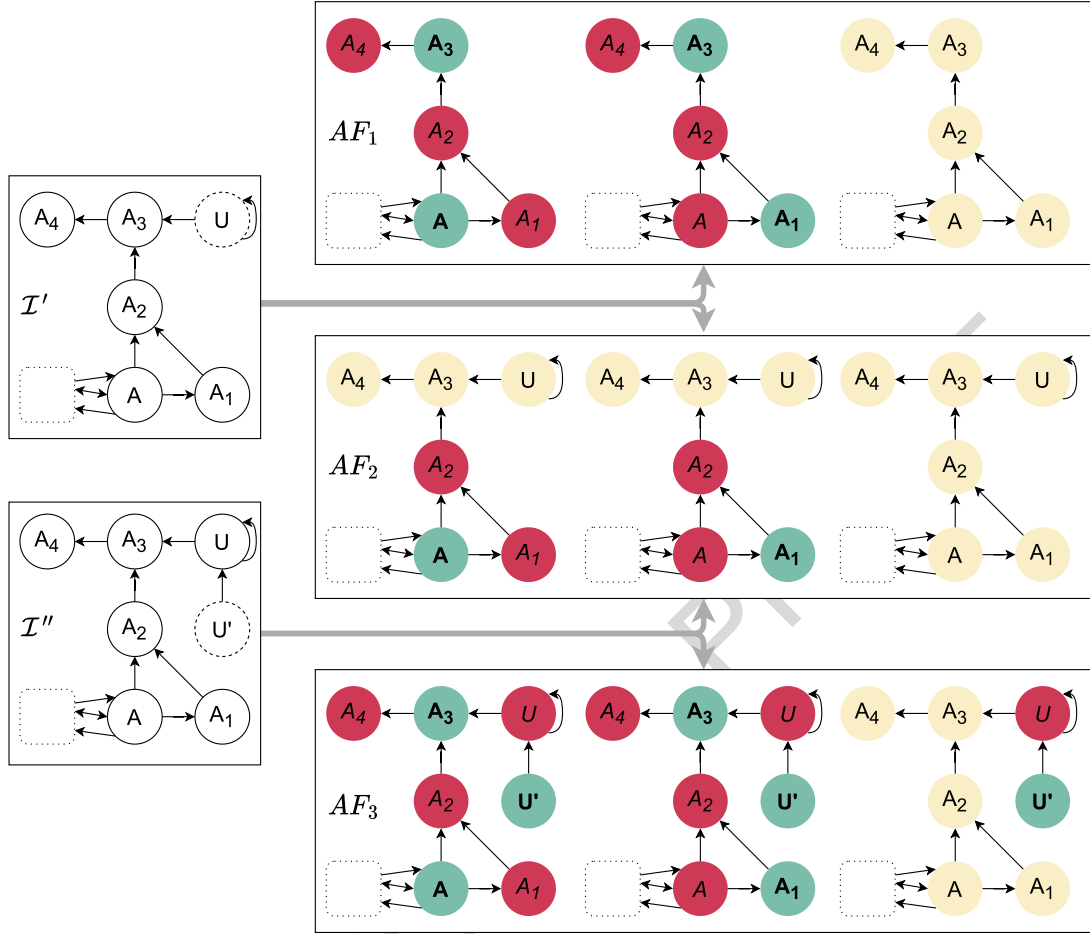 A₄ A₃ A₄ A₃ A₄ A₃
AF₁ A₂ A₂ A₂
A A₁ A A₁ A A₁
A₄ A₃ U
I′ A₂
A A₁
A₄ A₃ U A₄ A₃ U A₄ A₃ U
AF₂ A₂ A₂ A₂
A A₁ A A₁ A A₁
A₄ A₃ U
I″ A₂ U'
A A₁
A₄ A₃ U A₄ A₃ U A₄ A₃ U
AF₃ A₂ U' A₂ U' A₂ U'
A A₁ A A₁ A A₁